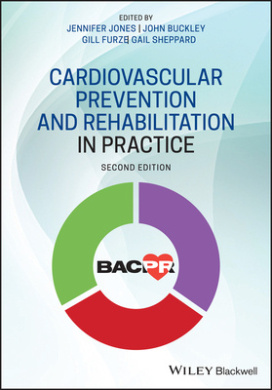 EDITED BY
JENNIFER JONES | JOHN BUCKLEY
GILL FURZE | GAIL SHEPPARD
CARDIOVASCULAR
PREVENTION
AND REHABILITATION
IN PRACTICE
SECOND EDITION
BACPR
WILEY Blackwell